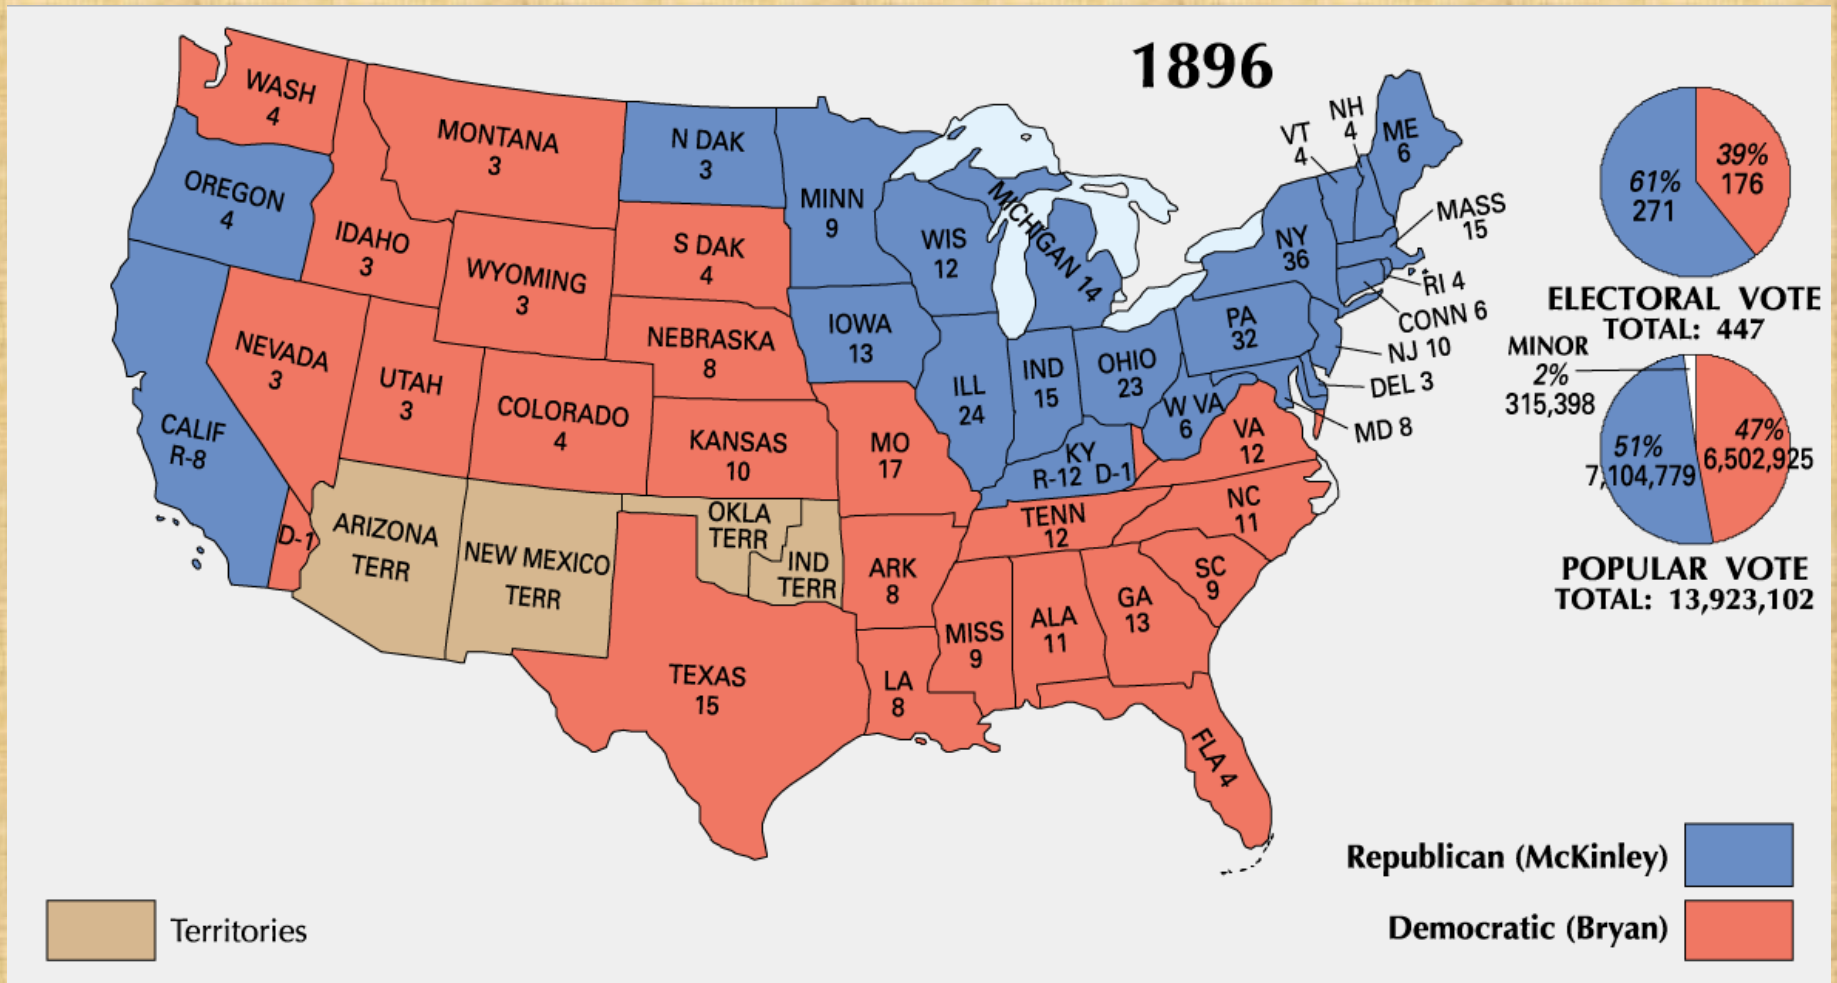 1896
WASH
4
MONTANA
3
N DAK
3
MINN
9
OREGON
4
IDAHO
3
WYOMING
3
S DAK
4
WIS
12
MICHIGAN 14
VT
4
NH
4
ME
6
MASS
15
NY
36
RI 4
CONN 6
NJ 10
DEL 3
MD 8
PA
32
NEVADA
3
UTAH
3
COLORADO
4
NEBRASKA
8
IOWA
13
ILL
24
IND
15
OHIO
23
W VA
6
VA
12
CALIF
R-8
D-1
KANSAS
10
MO
17
KY
R-12 D-1
ARIZONA
TERR
NEW MEXICO
TERR
OKLA
TERR
IND
TERR
TENN
12
NC
11
ARK
8
SC
9
MISS
9
ALA
11
GA
13
TEXAS
15
LA
8
FLA 4
61%
271
39%
176
ELECTORAL VOTE
TOTAL: 447
MINOR
2%
315,398
51%
7,104,779
47%
6,502,925
POPULAR VOTE
TOTAL: 13,923,102
Republican (McKinley)
Democratic (Bryan)
Territories